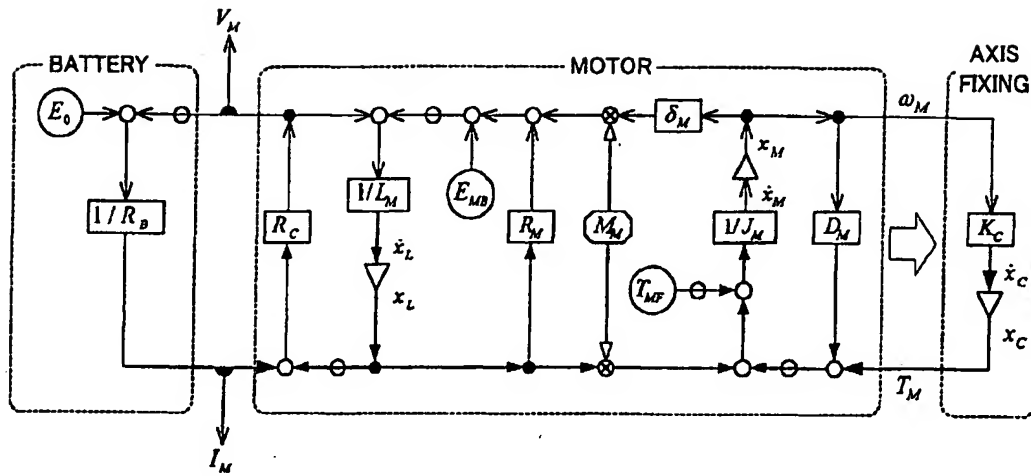 V_M
BATTERY
MOTOR
AXIS
FIXING
E_0
δ_M
ω_M
x_M
1/L_M
E_MB
ẋ_M
1/R_B
R_C
R_M
M_M
1/J_M
D_M
K_C
ẋ_L
ẋ_C
x_L
T_MF
x_C
T_M
I_M